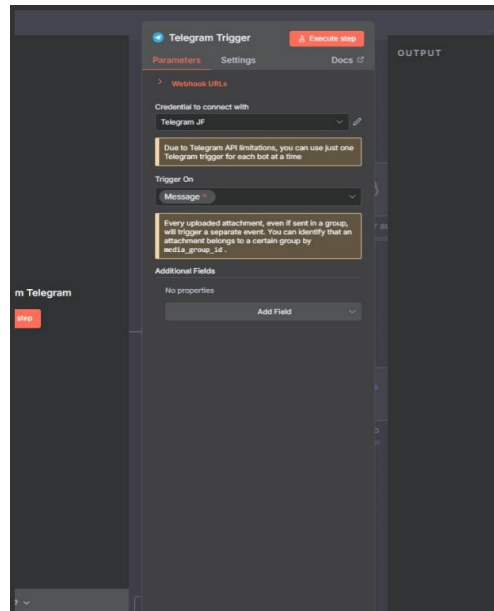 Telegram Trigger
Execute step
Parameters
Settings
Docs
OUTPUT
Webhook URLs
Credential to connect with
Telegram JF
Due to Telegram API limitations, you can use just one
Telegram trigger for each bot at a time
Trigger On
Message
Every uploaded attachment, even if sent in a group,
will trigger a separate event. You can identify that an
attachment belongs to a certain group by
media_group_id.
Additional Fields
No properties
Add Field
m Telegram
step